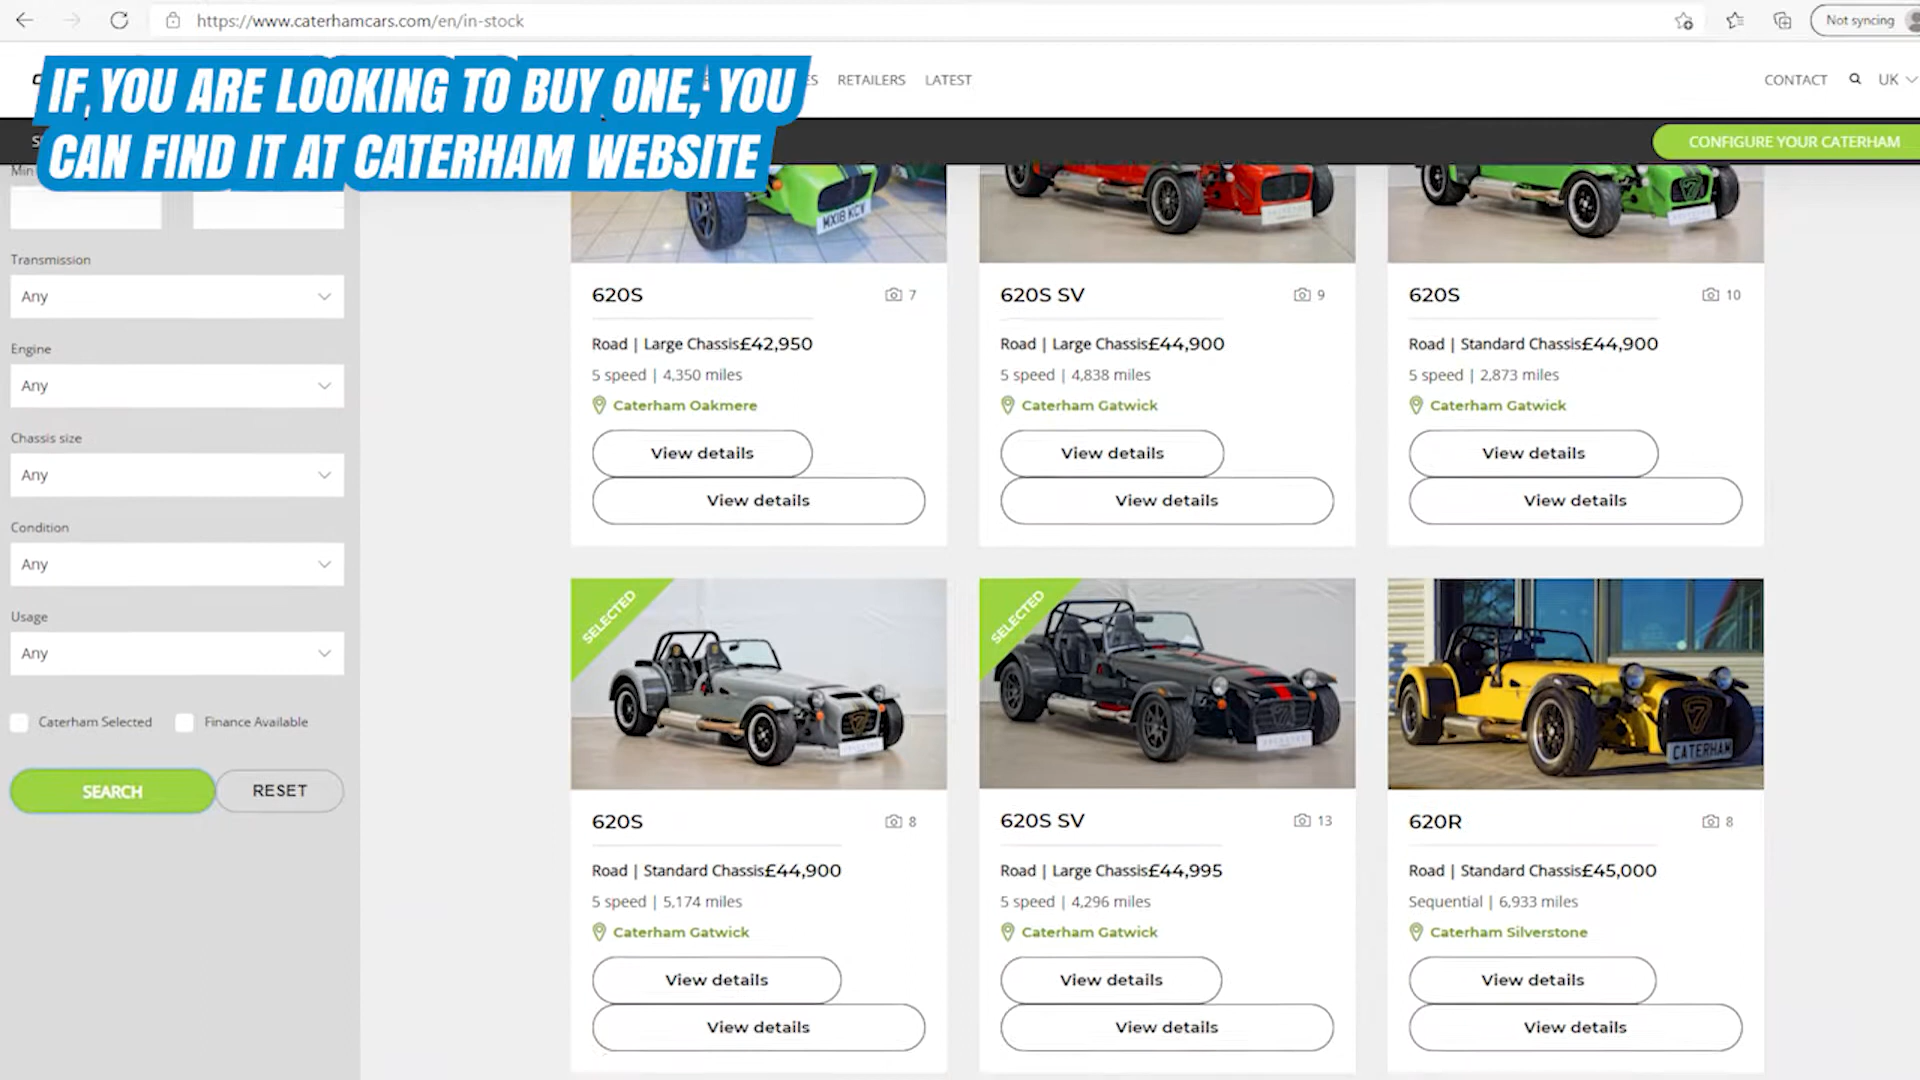 https://www.caterhamcars.com/en/in-stock
Not syncing
IF YOU ARE LOOKING TO BUY ONE, YOU
CAN FIND IT AT CATERHAM WEBSITE
RETAILERS
LATEST
CONTACT
UK
CONFIGURE YOUR CATERHAM
Transmission
Any
Engine
Any
Chassis size
Any
Condition
Any
Usage
Any
Caterham Selected
Finance Available
SEARCH
RESET
MX18 KCV
620S
7
Road | Large Chassis£42,950
5 speed | 4,350 miles
Caterham Oakmere
View details
View details
620S SV
9
Road | Large Chassis£44,900
5 speed | 4,838 miles
Caterham Gatwick
View details
View details
620S
10
Road | Standard Chassis£44,900
5 speed | 2,873 miles
Caterham Gatwick
View details
View details
SELECTED
620S
8
Road | Standard Chassis£44,900
5 speed | 5,174 miles
Caterham Gatwick
View details
View details
SELECTED
620S SV
13
Road | Large Chassis£44,995
5 speed | 4,296 miles
Caterham Gatwick
View details
View details
CATERHAM
620R
8
Road | Standard Chassis£45,000
Sequential | 6,933 miles
Caterham Silverstone
View details
View details